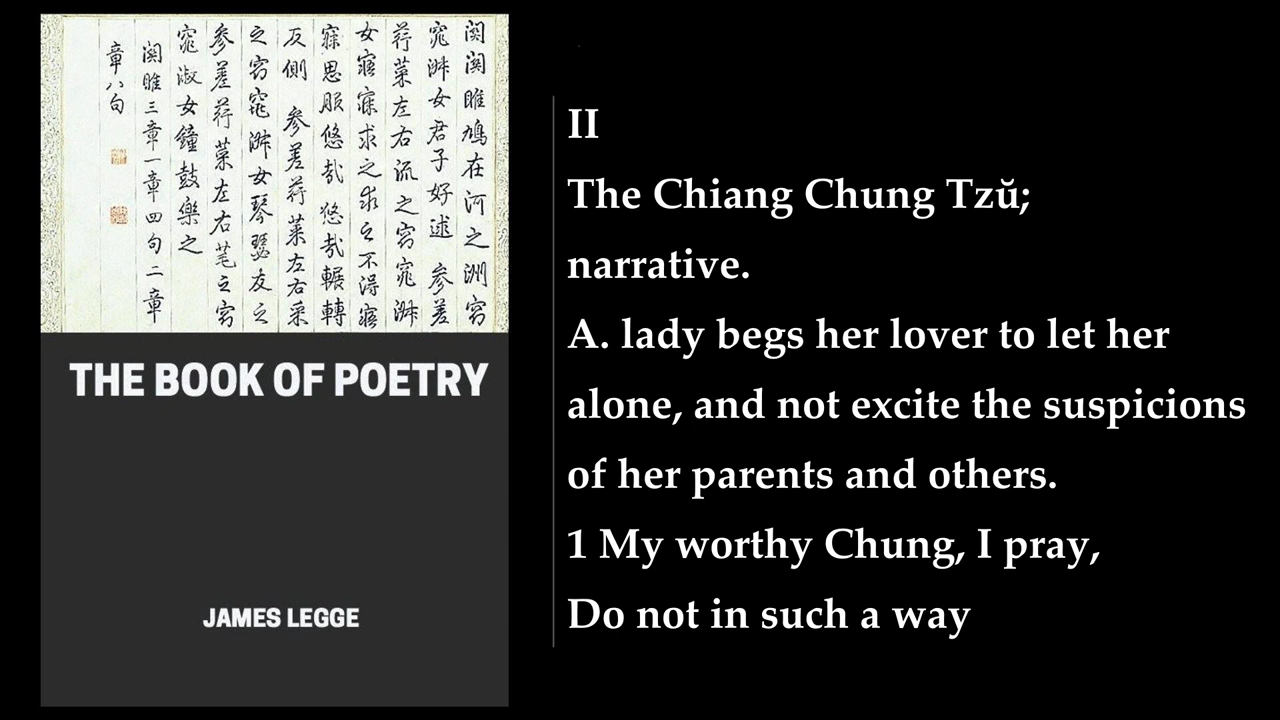 関関雎鳩在河之洲窈
窕淑女君子好逑 參差
荇菜左右流之窈窕淑
女寤寐求之求之不得寤
寐思服悠哉悠哉輾轉
反側 參差荇菜左右采
之窈窕淑女琴瑟友之
參差荇菜左右芼之窈
窕淑女鐘鼓樂之
関雎三章一章四句二章
章八句
THE BOOK OF POETRY
JAMES LEGGE
II
The Chiang Chung Tzŭ;
narrative.
A. lady begs her lover to let her
alone, and not excite the suspicions
of her parents and others.
1 My worthy Chung, I pray,
Do not in such a way